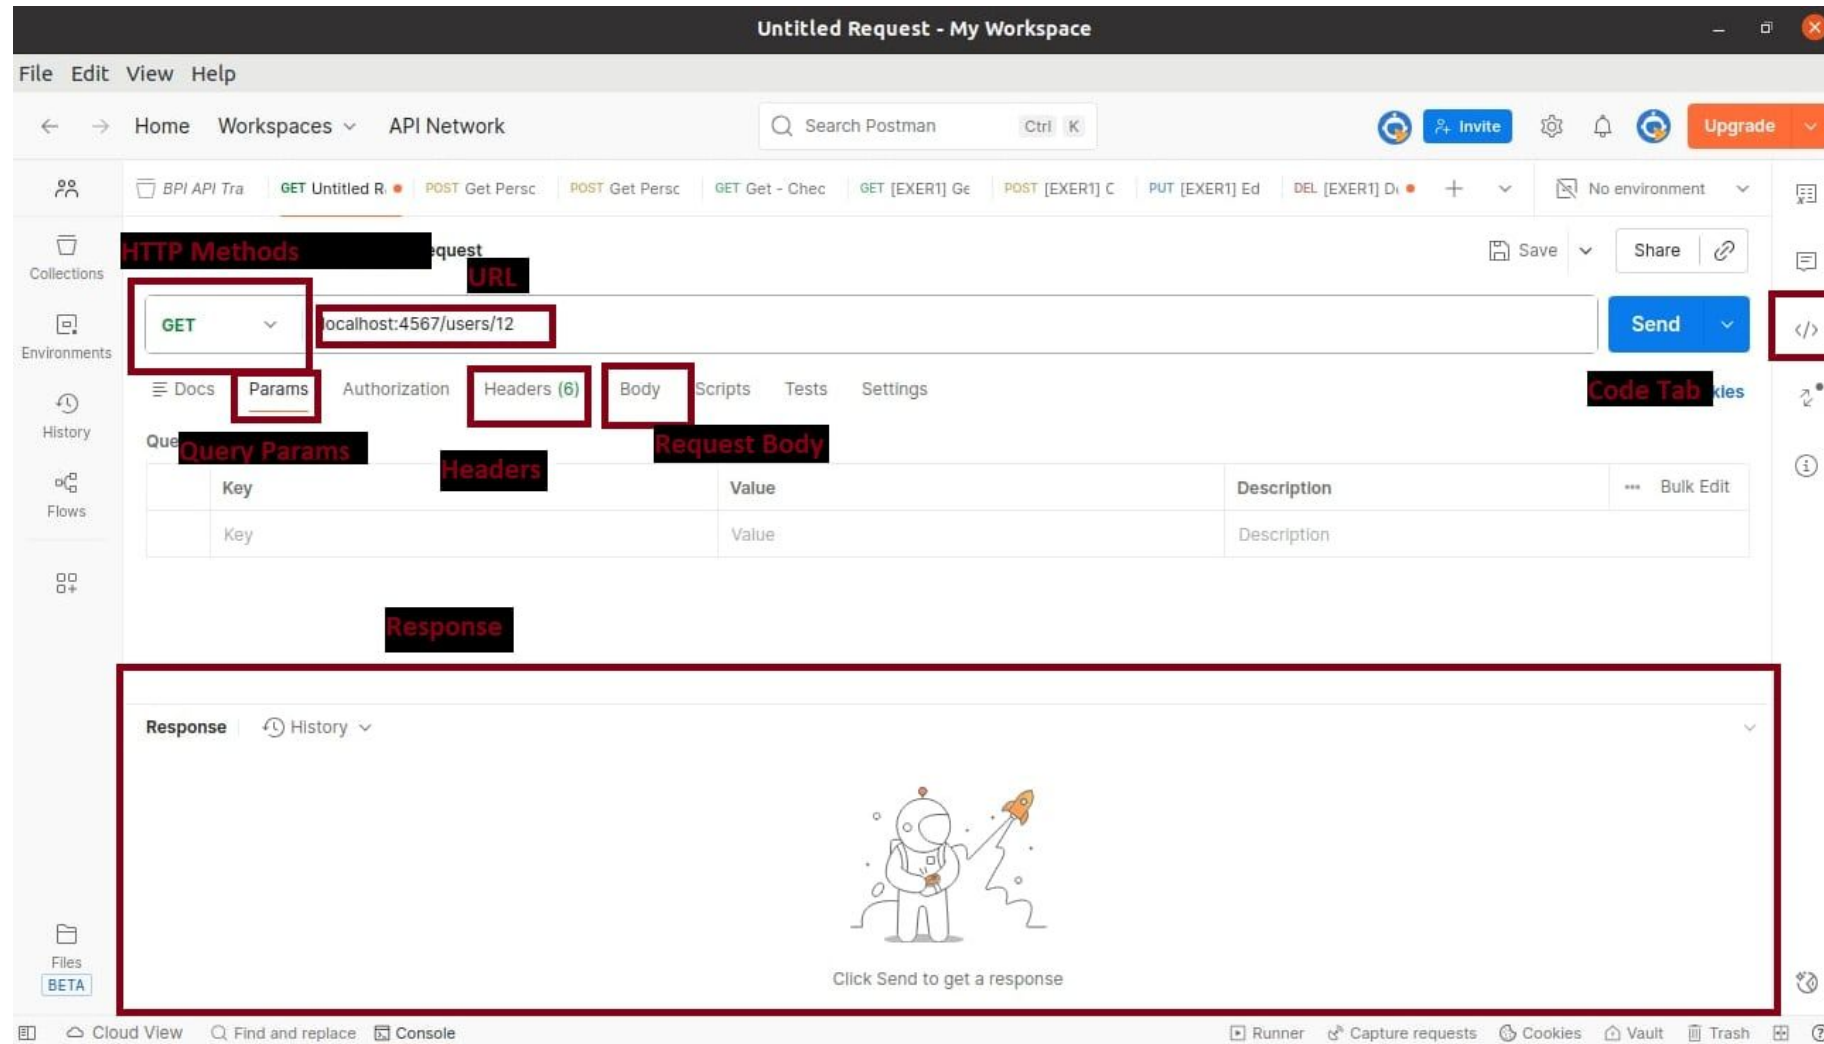 Untitled Request - My Workspace
File Edit View Help
Home Workspaces API Network Search Postman Ctrl K Invite Upgrade
BPI API Tra GET Untitled R POST Get Persc POST Get Persc GET Get - Chec GET [EXER1] Ge POST [EXER1] C PUT [EXER1] Ed DEL [EXER1] D No environment
Collections
HTTP Methods equest Save Share
URL
GET localhost:4567/users/12 Send </>
Environments
Docs Params Authorization Headers (6) Body Scripts Tests Settings Code Tab kies
History
Que Query Params Headers Request Body
Key Value Description Bulk Edit
Flows
Key Value Description
Response
Response History
Click Send to get a response
Files
BETA
Cloud View Find and replace Console Runner Capture requests Cookies Vault Trash